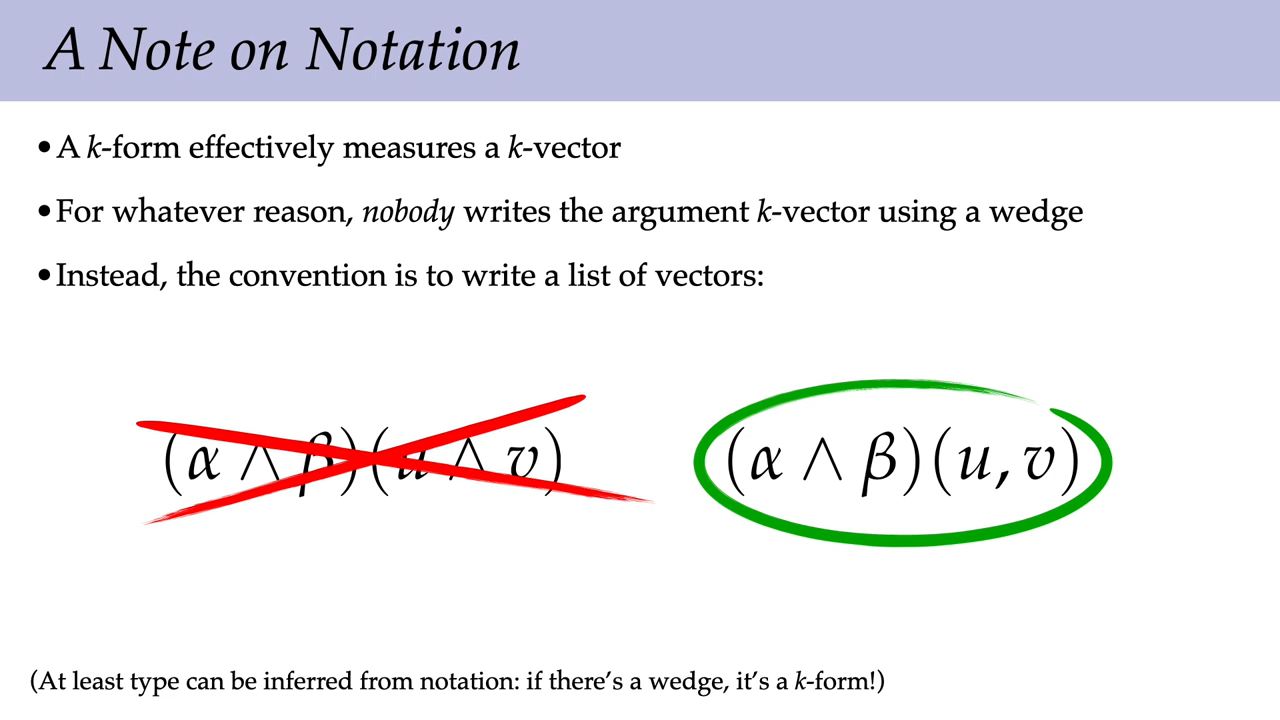 A Note on Notation
•A k-form effectively measures a k-vector
•For whatever reason, nobody writes the argument k-vector using a wedge
•Instead, the convention is to write a list of vectors:
(α ∧ β)(u ∧ v) (α ∧ β)(u, v)
(At least type can be inferred from notation: if there’s a wedge, it’s a k-form!)